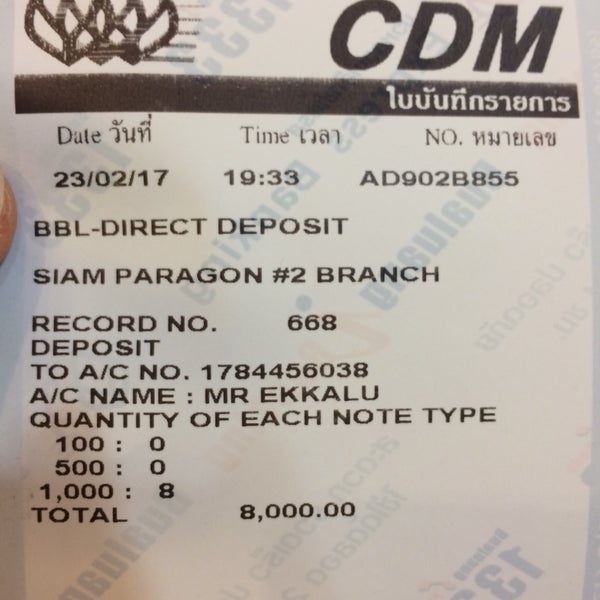 CDM
ใบบันทึกรายการ
Date วันที่ Time เวลา NO. หมายเลข
23/02/17 19:33 AD902B855
BBL-DIRECT DEPOSIT
SIAM PARAGON #2 BRANCH
RECORD NO. 668
DEPOSIT
TO A/C NO. 1784456038
A/C NAME : MR EKKALU
QUANTITY OF EACH NOTE TYPE
100 : 0
500 : 0
1,000 : 8
TOTAL 8,000.00